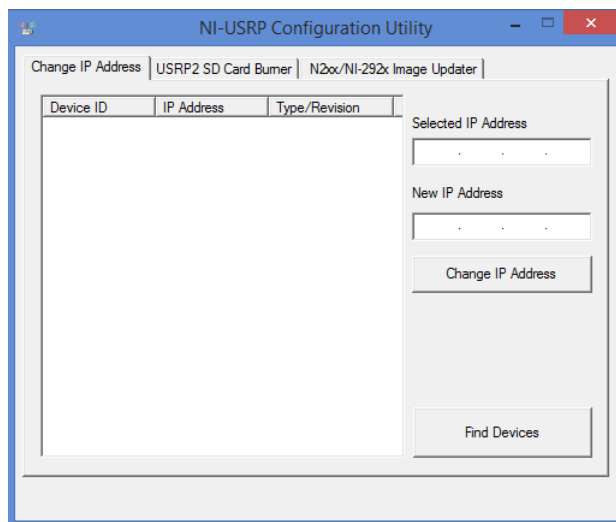 NI-USRP Configuration Utility
Change IP Address USRP2 SD Card Burner N2xx/NI-292x Image Updater
Device ID IP Address Type/Revision
Selected IP Address
. . .
New IP Address
. . .
Change IP Address
Find Devices